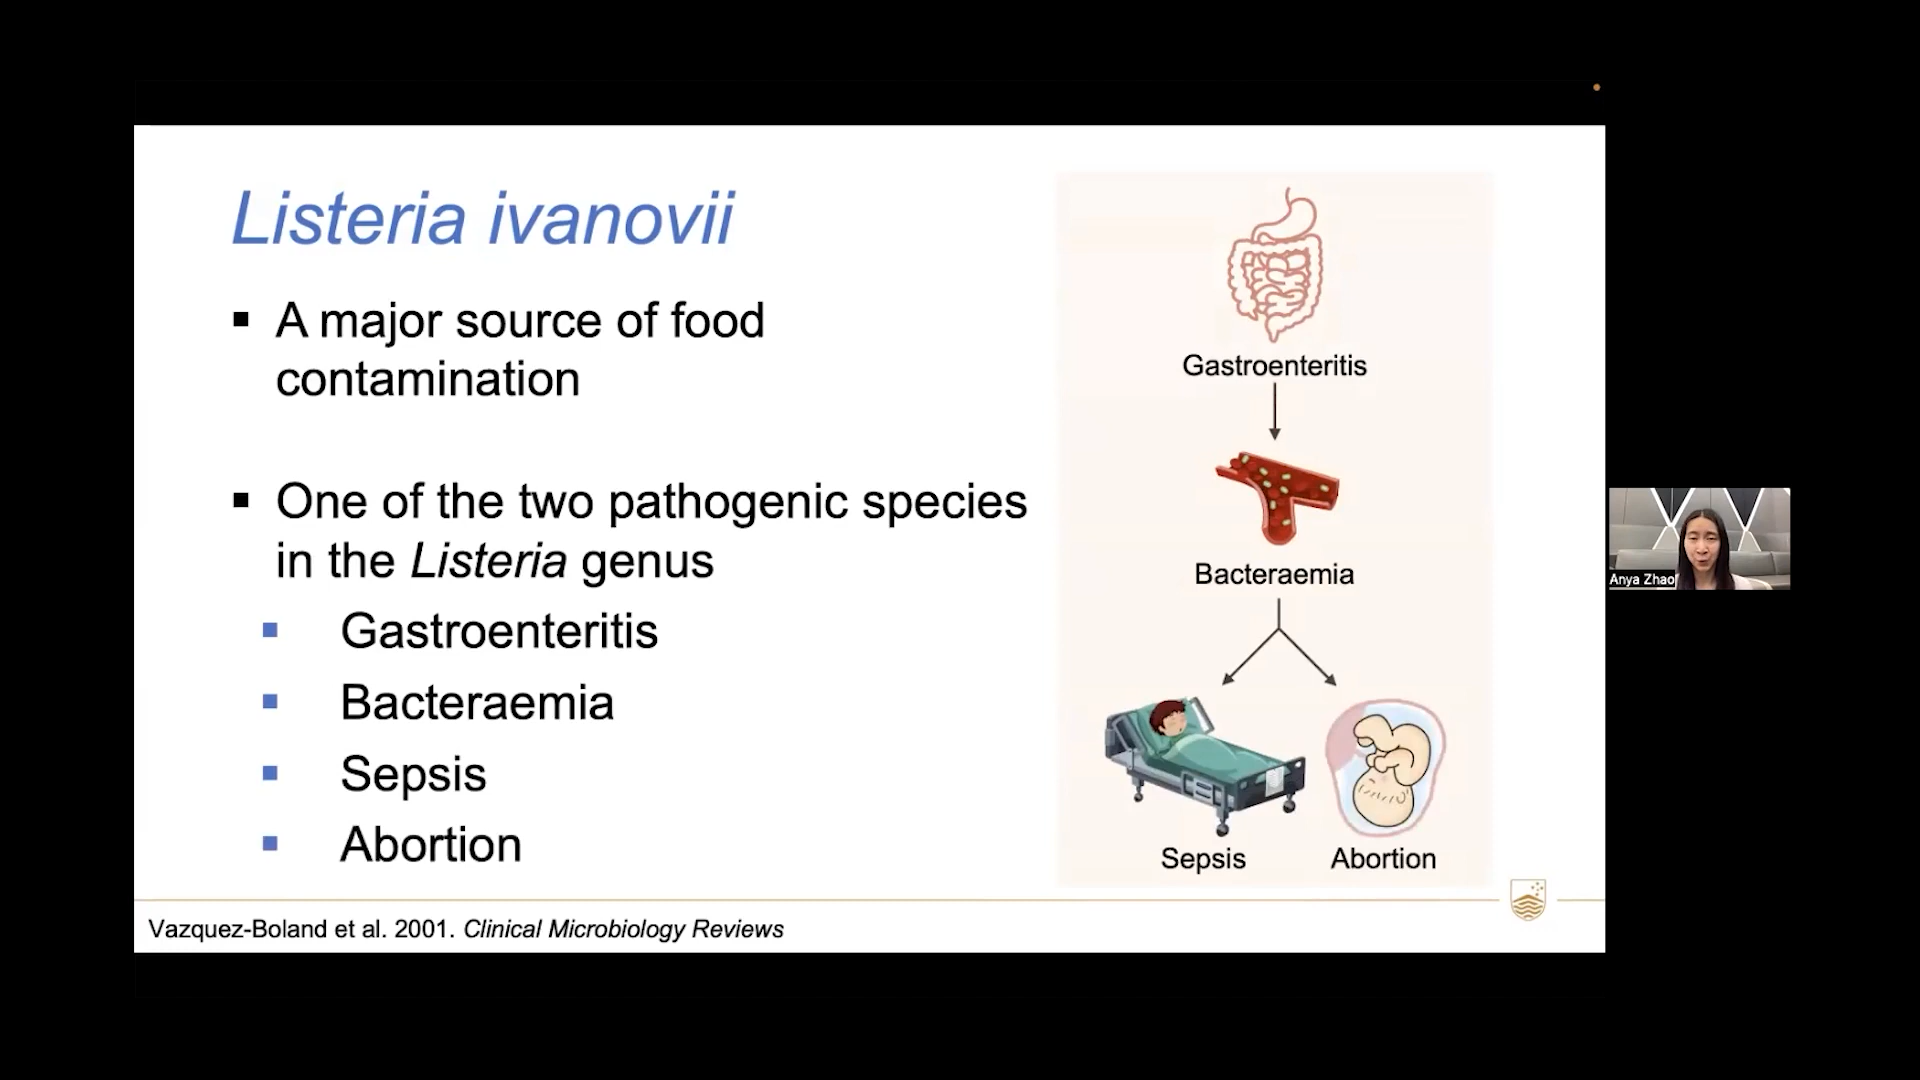 Listeria ivanovii
▪ A major source of food
contamination
▪ One of the two pathogenic species
in the Listeria genus
▪ Gastroenteritis
▪ Bacteraemia
▪ Sepsis
▪ Abortion
Gastroenteritis
Bacteraemia
Sepsis
Abortion
Vazquez-Boland et al. 2001. Clinical Microbiology Reviews
Anya Zhao